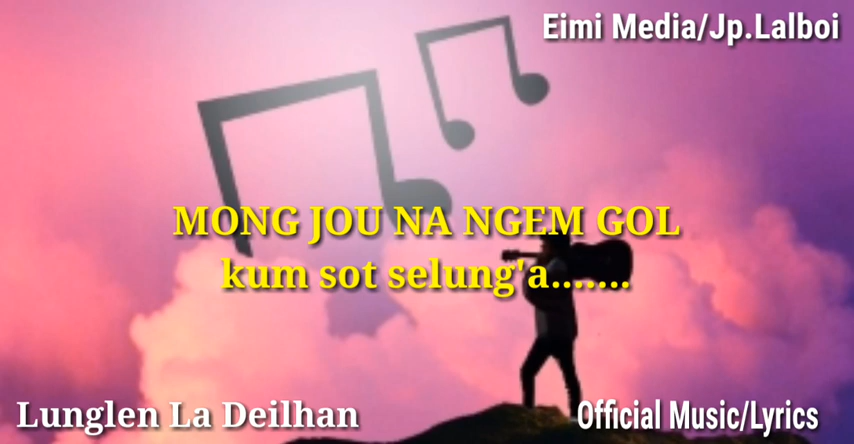 Eimi Media/Jp.Lalboi
MONG JOU NA NGEM GOL
kum sot selung'a.......
Lunglen La Deilhan
Official Music/Lyrics